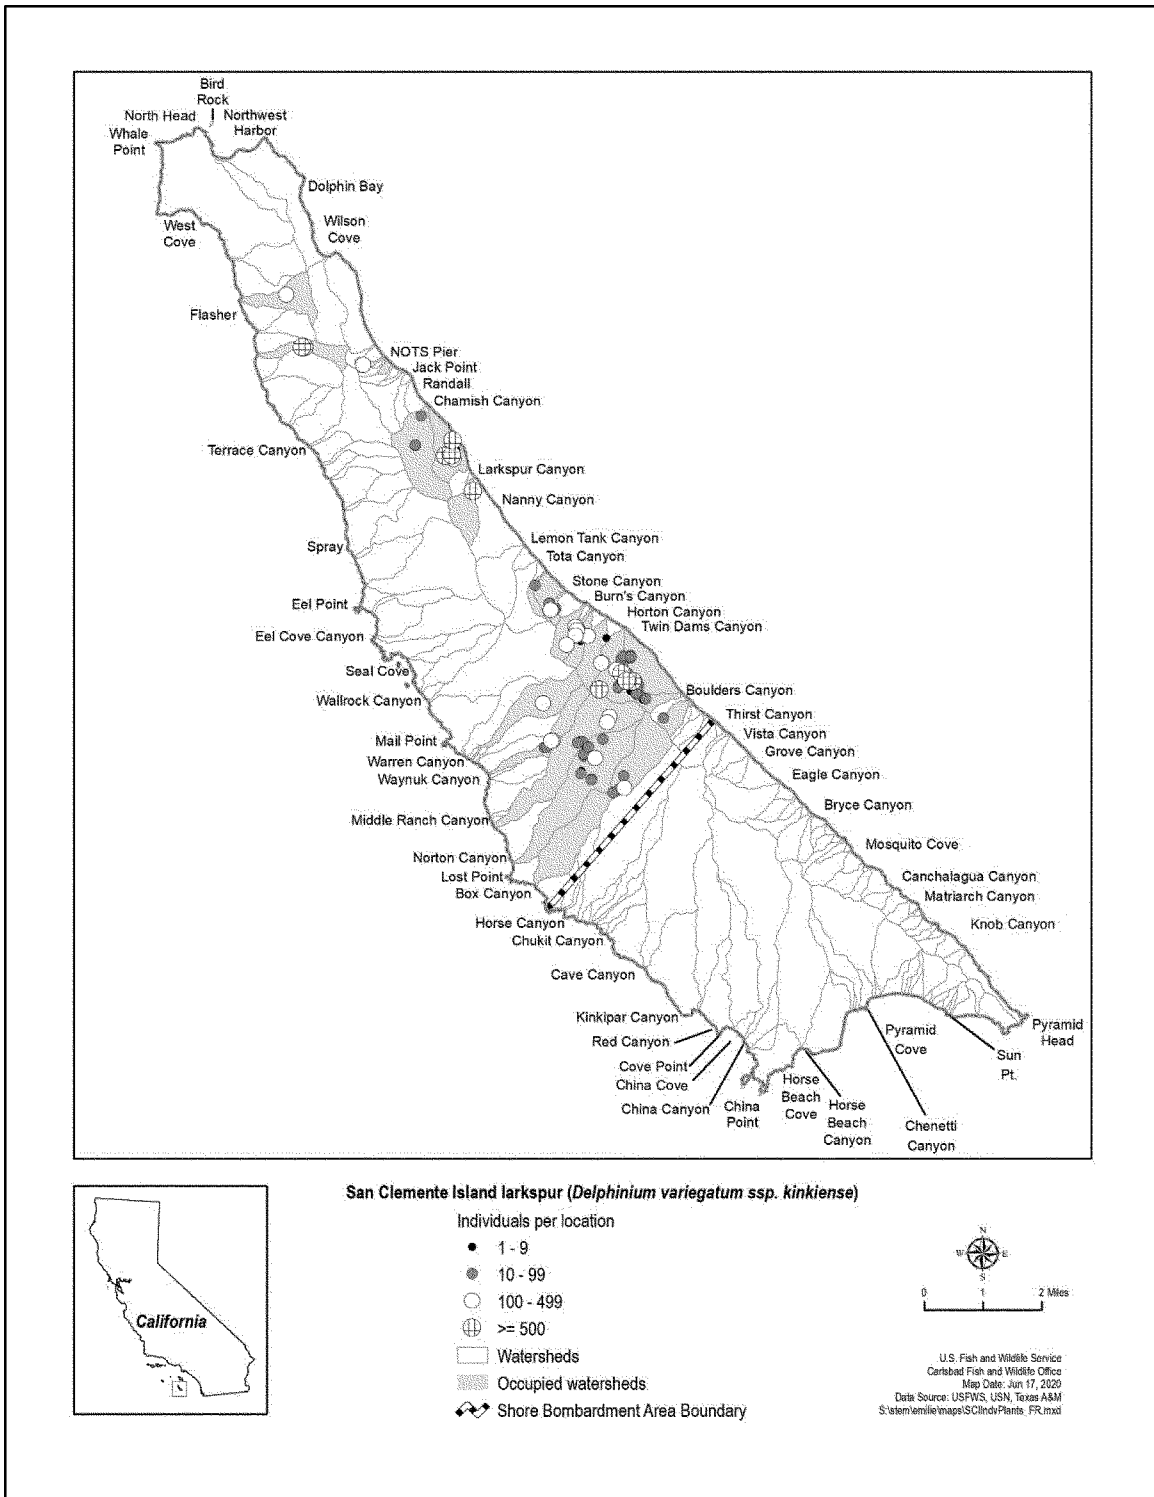 Bird
Rock
North Head
Northwest
Harbor
Whale
Point
Dolphin Bay
West
Cove
Wilson
Cove
Flasher
NOTS Pier
Jack Point
Randall
Chamish Canyon
Terrace Canyon
Larkspur Canyon
Nanny Canyon
Spray
Lemon Tank Canyon
Tota Canyon
Stone Canyon
Burn's Canyon
Eel Point
Horton Canyon
Twin Dams Canyon
Eel Cove Canyon
Seal Cove
Wallrock Canyon
Boulders Canyon
Thirst Canyon
Mail Point
Vista Canyon
Grove Canyon
Warren Canyon
Waynuk Canyon
Eagle Canyon
Bryce Canyon
Middle Ranch Canyon
Mosquito Cove
Norton Canyon
Lost Point
Box Canyon
Canchalagua Canyon
Matriarch Canyon
Knob Canyon
Horse Canyon
Chukit Canyon
Cave Canyon
Kinkipar Canyon
Red Canyon
Cove Point
China Cove
China Canyon
China
Point
Horse
Beach
Cove
Horse
Beach
Canyon
Pyramid
Cove
Chenetti
Canyon
Sun
Pt.
Pyramid
Head
San Clemente Island larkspur (Delphinium variegatum ssp. kinkiense)
Individuals per location
1 - 9
10 - 99
100 - 499
>= 500
Watersheds
Occupied watersheds
Shore Bombardment Area Boundary
California
N
W E
S
0 1 2 Miles
U.S. Fish and Wildlife Service
Carlsbad Fish and Wildlife Office
Map Date: Jun 17, 2020
Data Source: USFWS, USN, Texas A&M
S:\stem\emilie\maps\SCIIndvPlants_FR.mxd